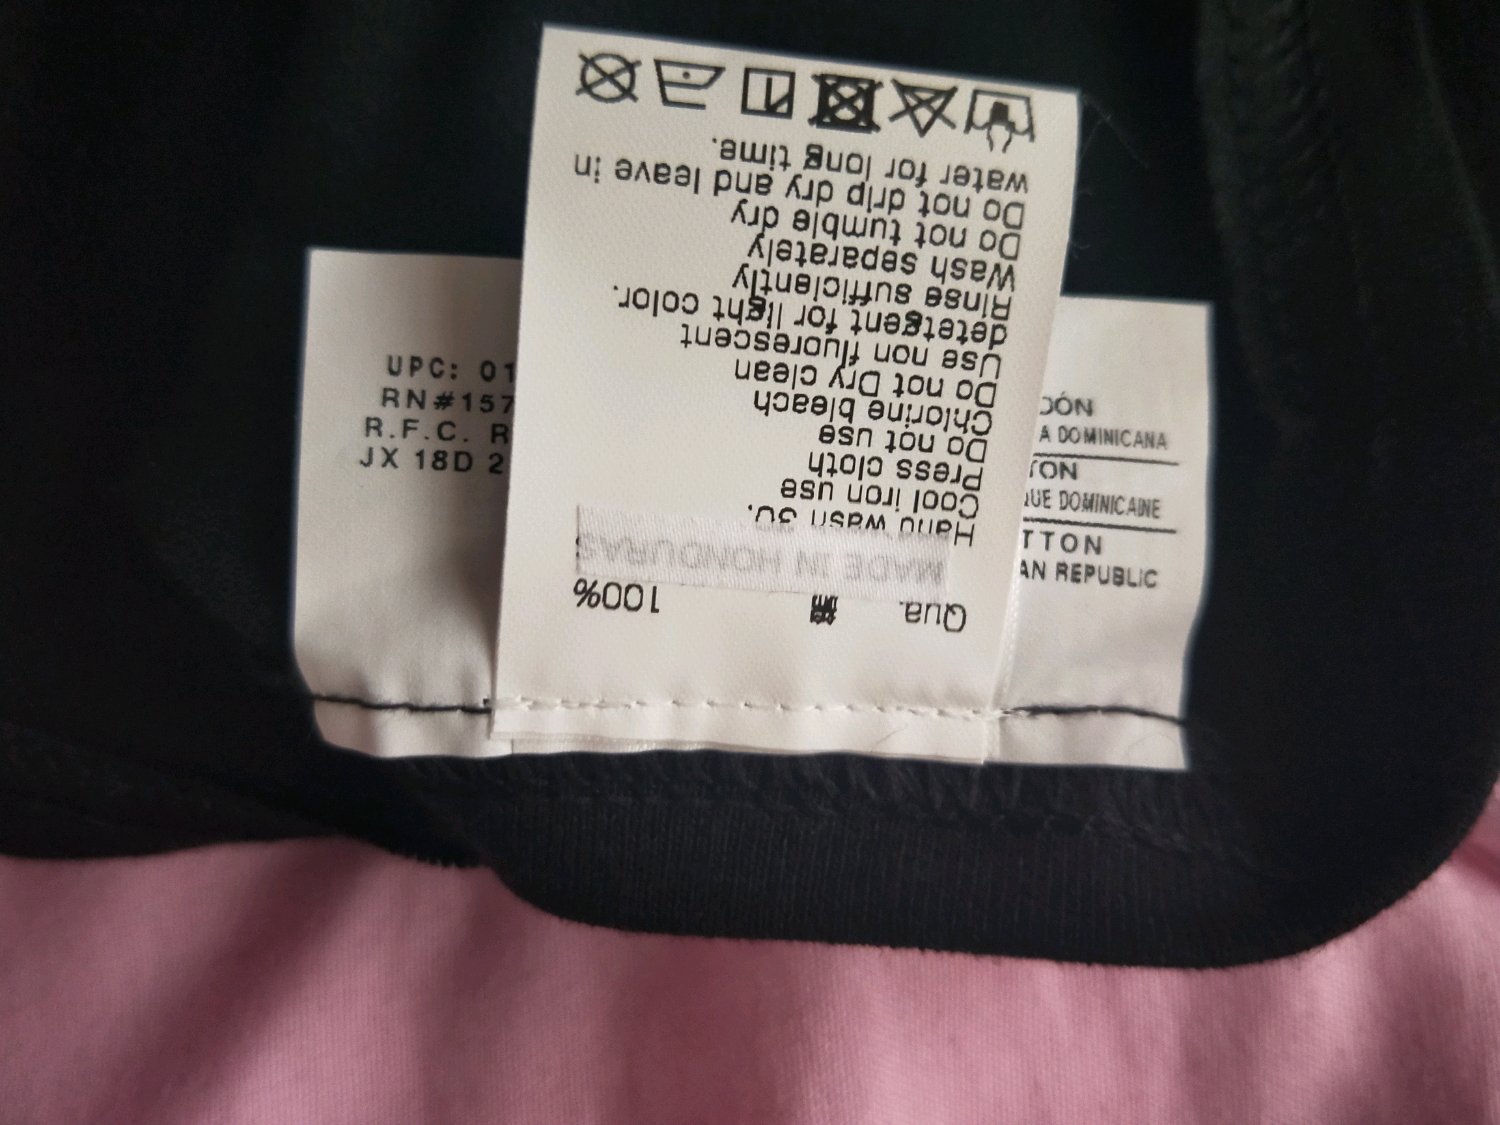 UPC: 01
RN#157
R.F.C. R
JX 18D 2
Qua. 100%
MADE IN HONDURAS
Hand wash 30.
Cool iron use
Press cloth
Do not use
Chlorine bleach
Do not Dry clean
Use non fluorescent
detetgent for light color.
Rinse sufficiently
Wash separately
Do not tumble dry
Do not drip dry and leave in
water for long time.
DÓN
A DOMINICANA
TON
QUE DOMINICAINE
TTON
AN REPUBLIC